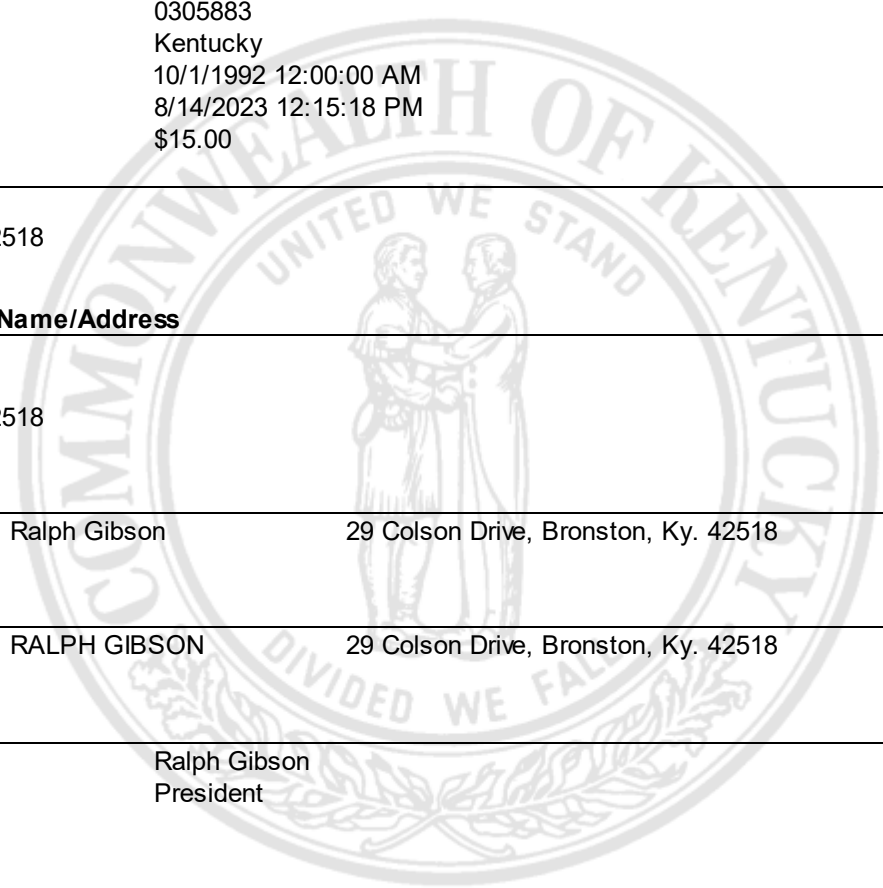 0305883
Kentucky
10/1/1992 12:00:00 AM
8/14/2023 12:15:18 PM
$15.00
2518
Name/Address
2518
Ralph Gibson 29 Colson Drive, Bronston, Ky. 42518
RALPH GIBSON 29 Colson Drive, Bronston, Ky. 42518
Ralph Gibson
President
COMMONWEALTH OF KENTUCKY
UNITED WE STAND
DIVIDED WE FALL